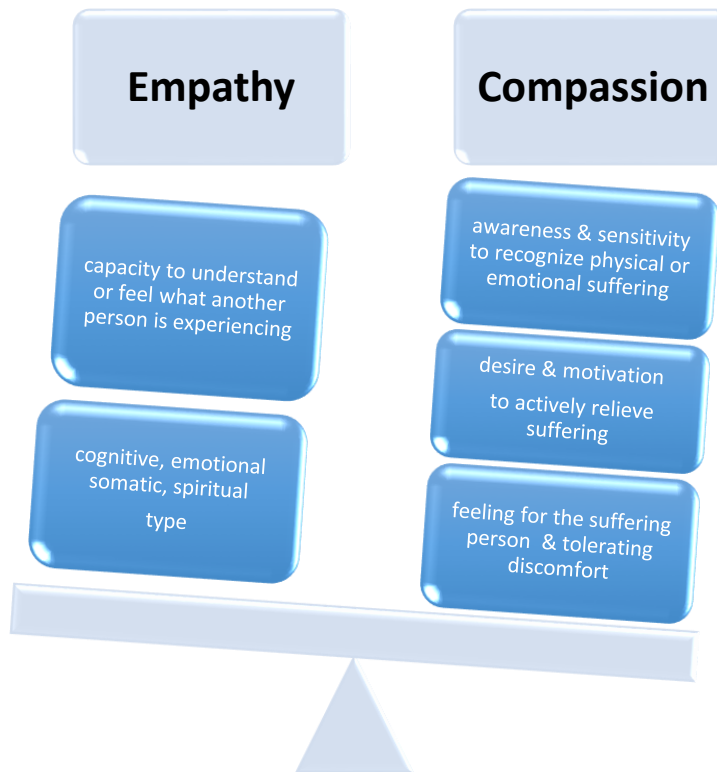 Empathy
Compassion
capacity to understand
or feel what another
person is experiencing
cognitive, emotional
somatic, spiritual
type
awareness & sensitivity
to recognize physical or
emotional suffering
desire & motivation
to actively relieve
suffering
feeling for the suffering
person & tolerating
discomfort